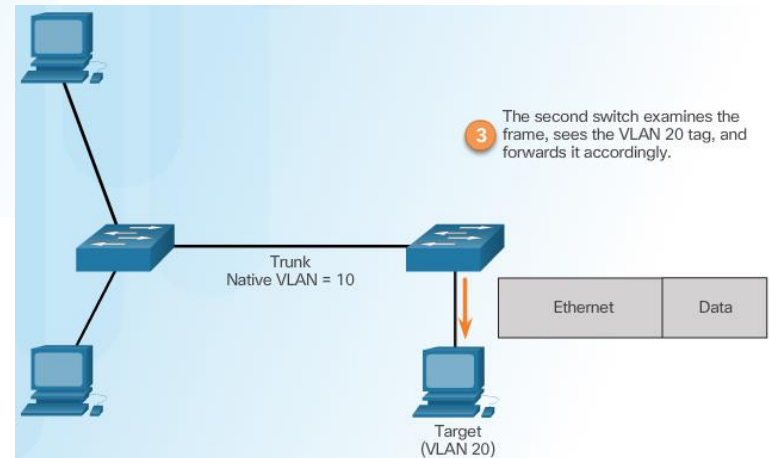 The second switch examines the
3 frame, sees the VLAN 20 tag, and
forwards it accordingly.
Trunk
Native VLAN = 10
Ethernet Data
Target
(VLAN 20)